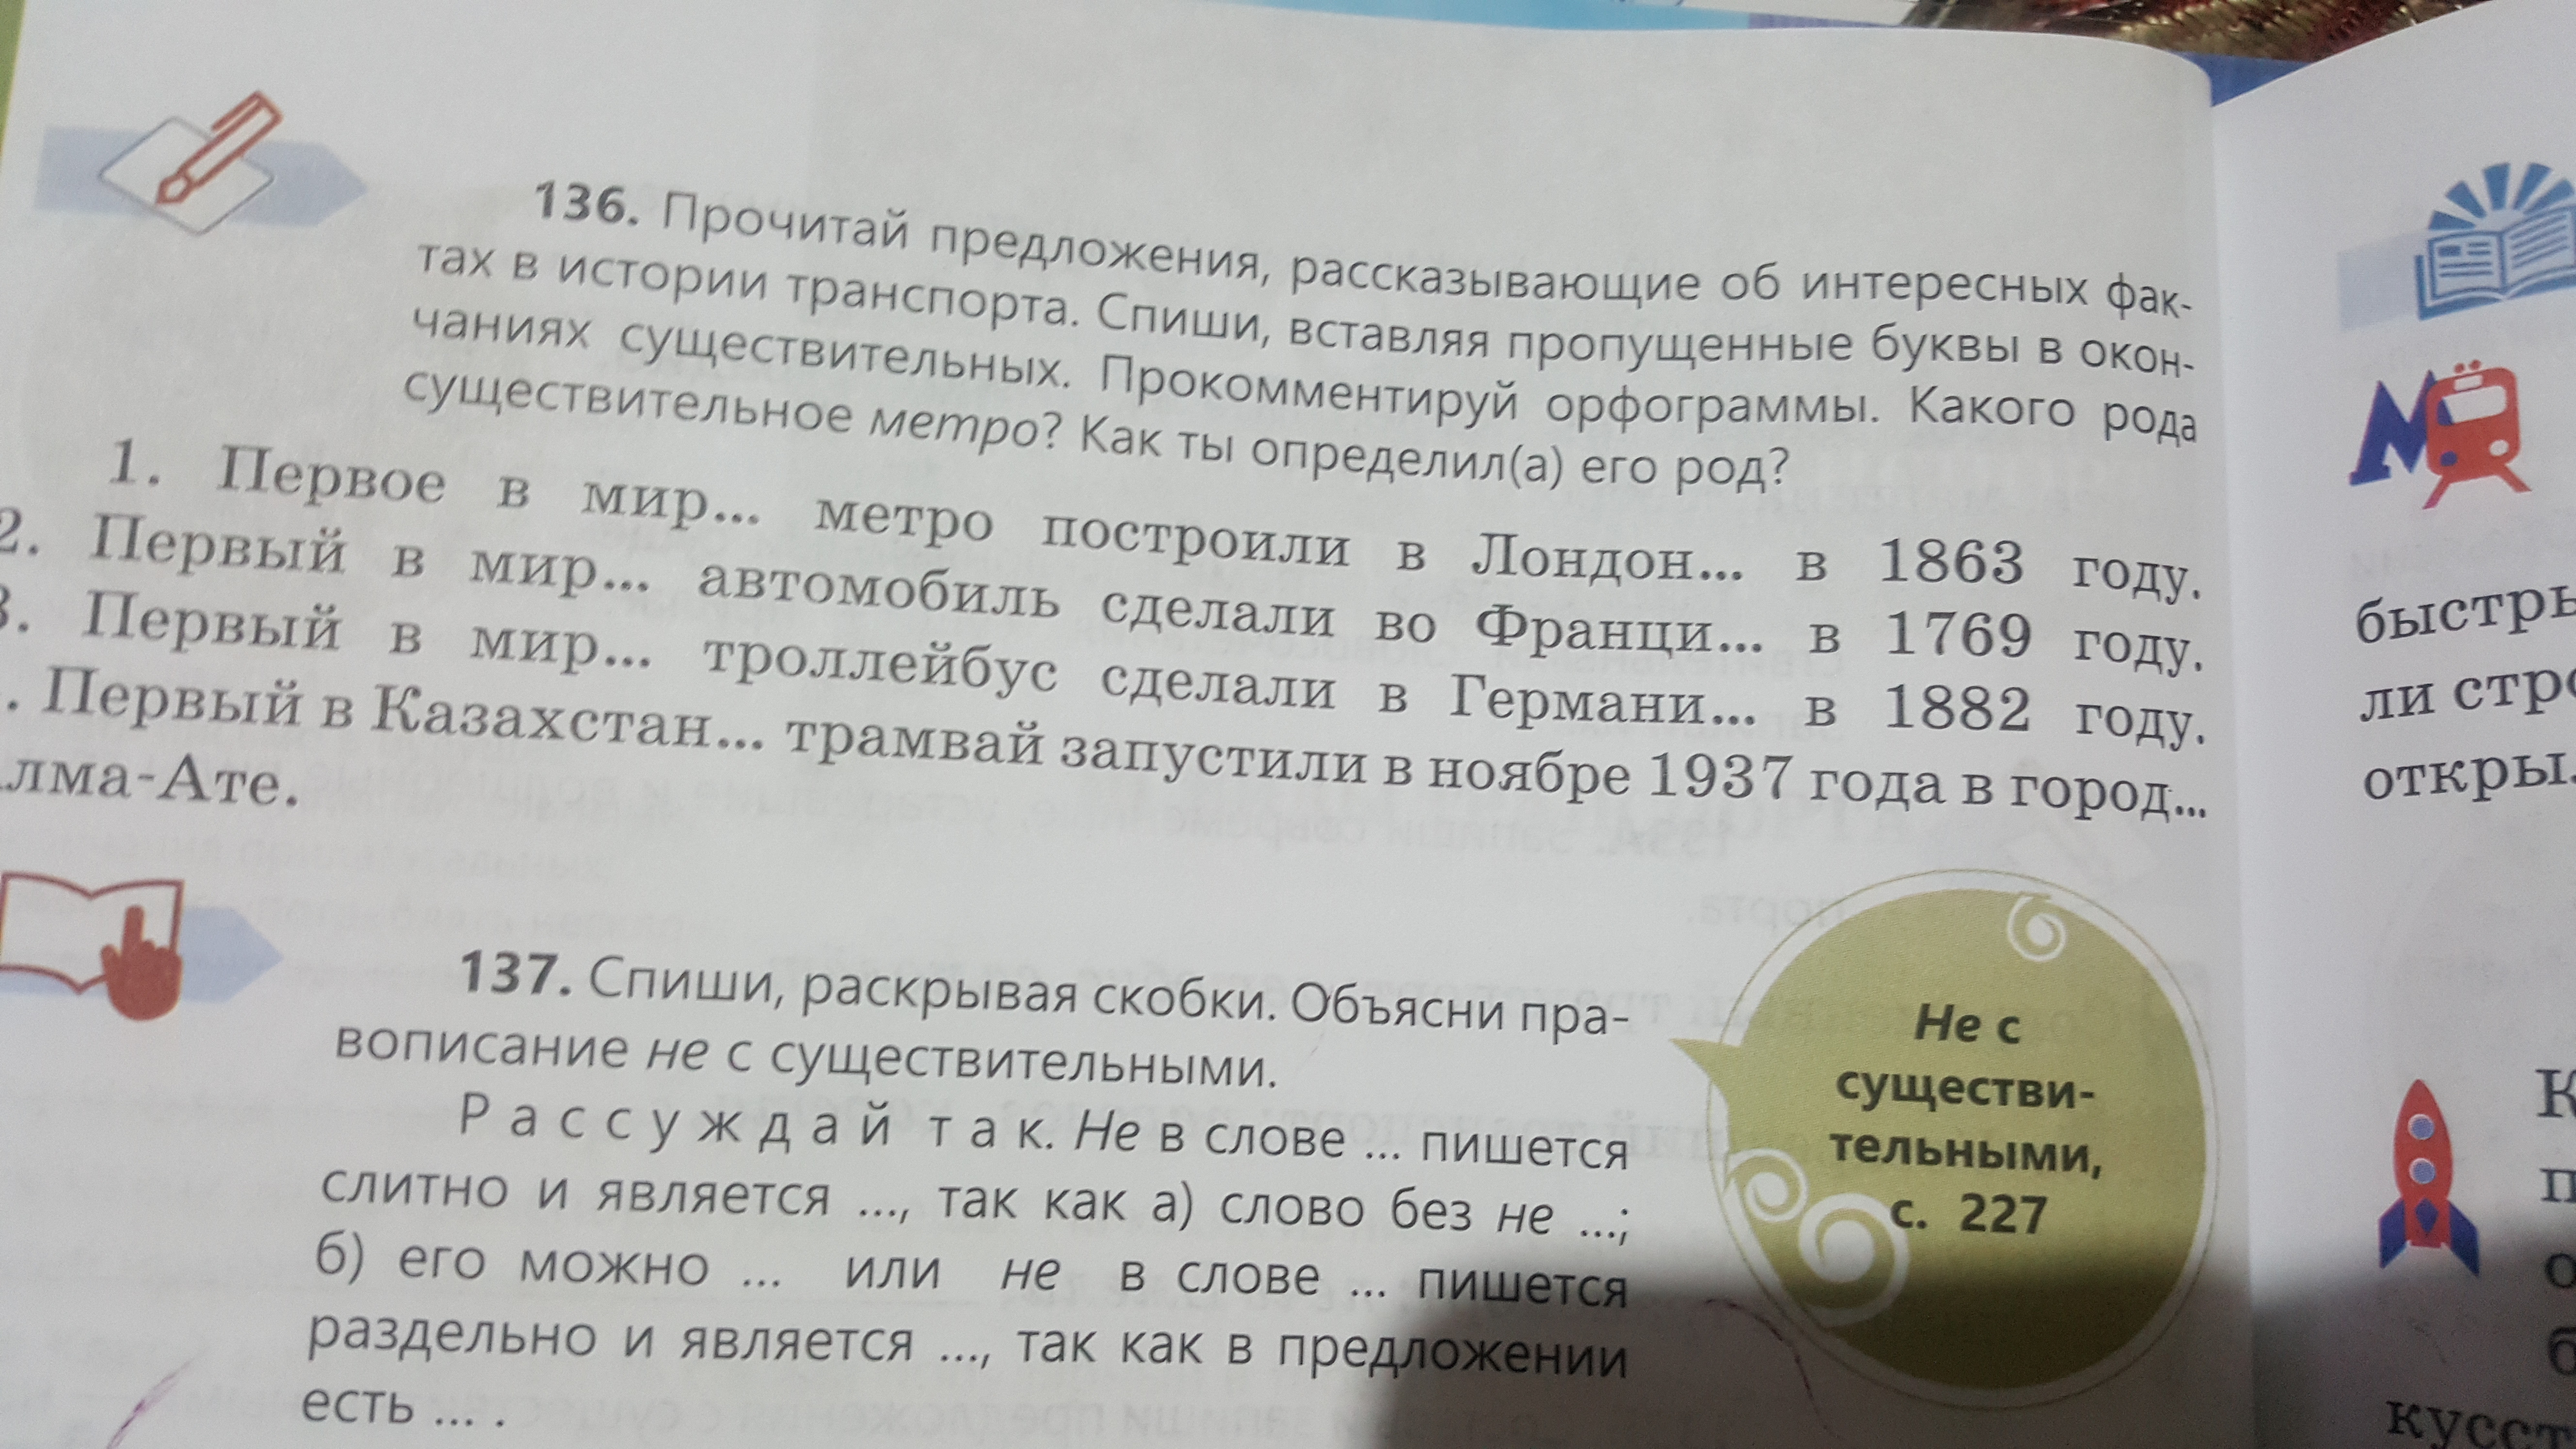 136. Прочитай предложения, рассказывающие об интересных фак-
тах в истории транспорта. Спиши, вставляя пропущенные буквы в окон-
чаниях существительных. Прокомментируй орфограммы. Какого рода
существительное метро? Как ты определил(а) его род?
1. Первое в мир... метро построили в Лондон... в 1863 году.
2. Первый в мир... автомобиль сделали во Франци... в 1769 году.
3. Первый в мир... троллейбус сделали в Германи... в 1882 году.
. Первый в Казахстан... трамвай запустили в ноябре 1937 года в город...
лма-Ате.
137. Спиши, раскрывая скобки. Объясни пра-
вописание не с существительными.
Рассуждай так. Не в слове ... пишется
слитно и является ..., так как а) слово без не ...;
б) его можно ... или не в слове ... пишется
раздельно и является ..., так как в предложении
есть ... .
Не с
существи-
тельными,
с. 227
М
быстры
ли стро
откры
К
п
о
б
кусст